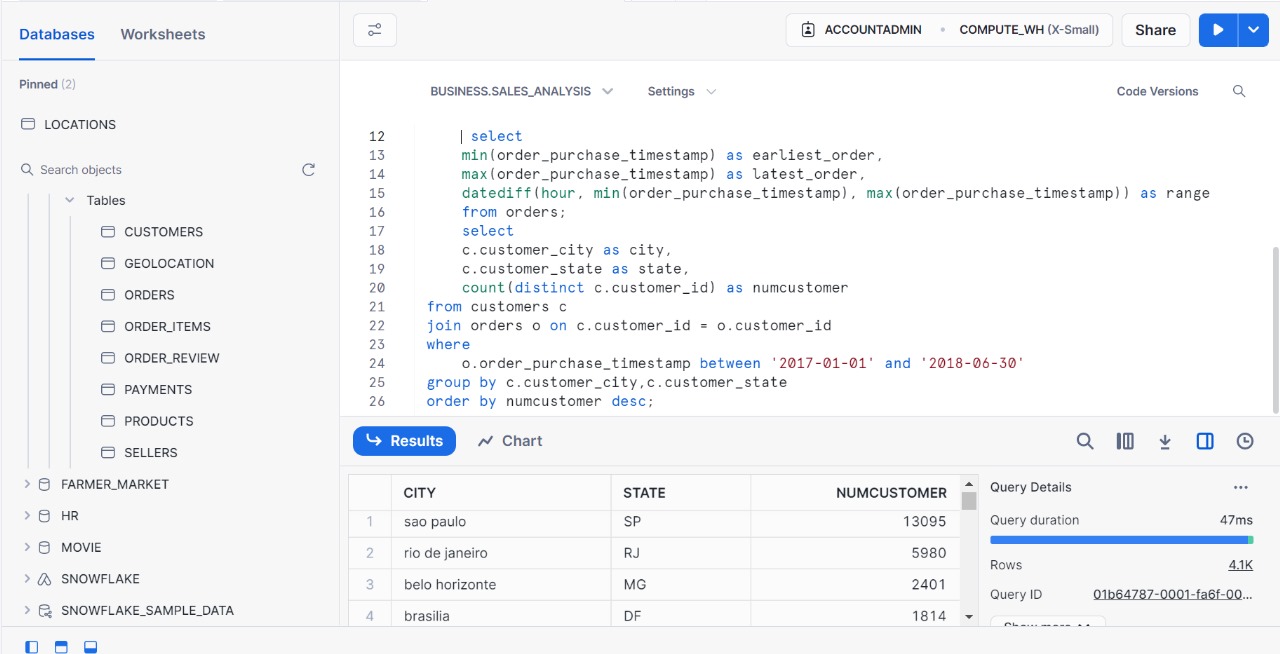 Databases Worksheets
ACCOUNTADMIN • COMPUTE_WH (X-Small) Share
Pinned (2)
LOCATIONS
Search objects
Tables
CUSTOMERS
GEOLOCATION
ORDERS
ORDER_ITEMS
ORDER_REVIEW
PAYMENTS
PRODUCTS
SELLERS
FARMER_MARKET
HR
MOVIE
SNOWFLAKE
SNOWFLAKE_SAMPLE_DATA
BUSINESS.SALES_ANALYSIS Settings Code Versions
12 select
13 min(order_purchase_timestamp) as earliest_order,
14 max(order_purchase_timestamp) as latest_order,
15 datediff(hour, min(order_purchase_timestamp), max(order_purchase_timestamp)) as range
16 from orders;
17 select
18 c.customer_city as city,
19 c.customer_state as state,
20 count(distinct c.customer_id) as numcustomer
21 from customers c
22 join orders o on c.customer_id = o.customer_id
23 where
24 o.order_purchase_timestamp between '2017-01-01' and '2018-06-30'
25 group by c.customer_city,c.customer_state
26 order by numcustomer desc;
Results Chart
CITY STATE NUMCUSTOMER
1 sao paulo SP 13095
2 rio de janeiro RJ 5980
3 belo horizonte MG 2401
4 brasilia DF 1814
Query Details ...
Query duration 47ms
Rows 4.1K
Query ID 01b64787-0001-fa6f-00...
Show more